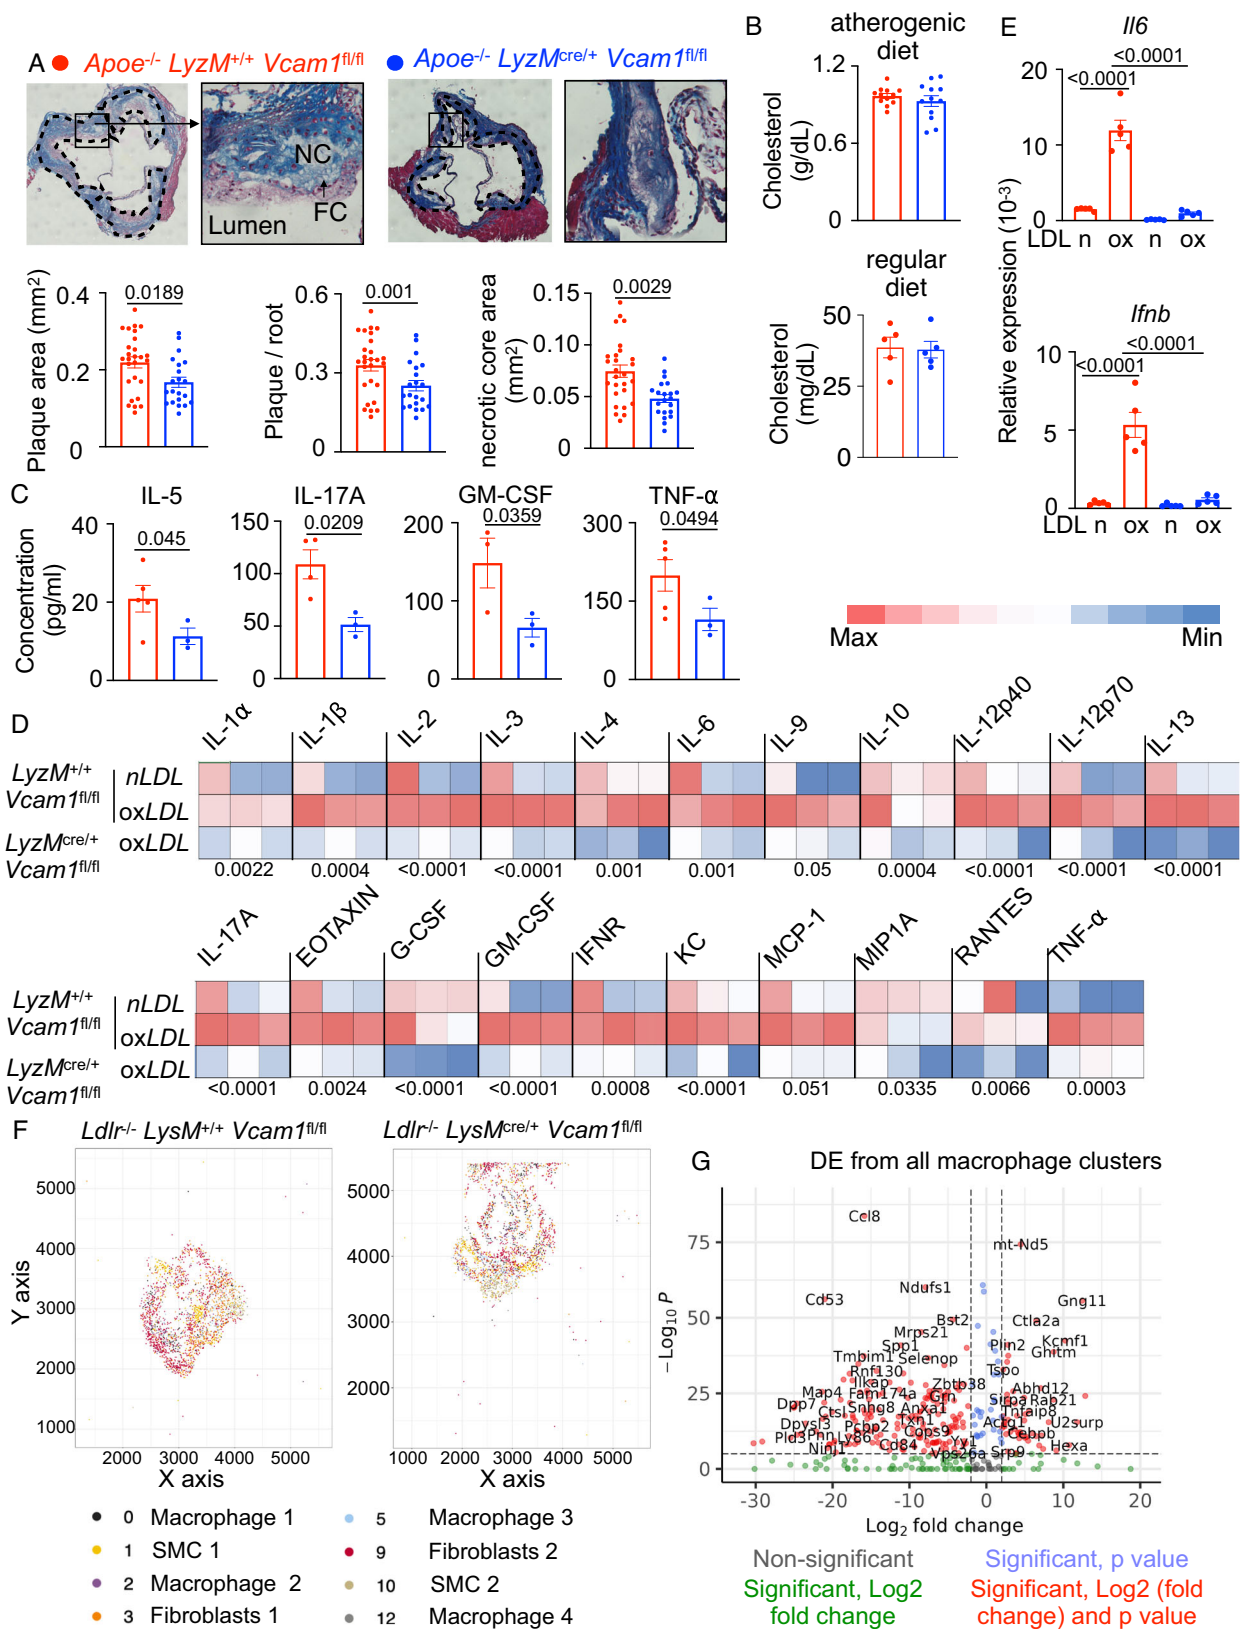 A Apoe-/- LyzM+/+ Vcam1fl/fl
Apoe-/- LyzMcre/+ Vcam1fl/fl
NC
FC
Lumen
Plaque area (mm2)
0.4
0.2
0
0.0189
Plaque / root
0.6
0.3
0
0.001
necrotic core area
(mm2)
0.15
0.10
0.05
0
0.0029
B
atherogenic
diet
Cholesterol
(g/dL)
1.2
0.6
0
regular
diet
Cholesterol
(mg/dL)
50
25
0
E
Relative expression (10-3)
Il6
<0.0001
<0.0001
20
10
0
LDL n ox n ox
Ifnb
<0.0001
<0.0001
10
5
0
LDL n ox n ox
C
Concentration
(pg/ml)
IL-5
0.045
40
20
0
IL-17A
0.0209
150
100
50
0
GM-CSF
0.0359
200
100
0
TNF-α
0.0494
300
150
0
Max Min
D
IL-1α IL-1β IL-2 IL-3 IL-4 IL-6 IL-9 IL-10 IL-12p40 IL-12p70 IL-13
LyzM+/+ nLDL
Vcam1fl/fl oxLDL
LyzMcre/+ oxLDL
Vcam1fl/fl
0.0022 0.0004 <0.0001 <0.0001 0.001 0.001 0.05 0.0004 <0.0001 <0.0001 <0.0001
IL-17A EOTAXIN G-CSF GM-CSF IFNR KC MCP-1 MIP1A RANTES TNF-α
LyzM+/+ nLDL
Vcam1fl/fl oxLDL
LyzMcre/+ oxLDL
Vcam1fl/fl
<0.0001 0.0024 <0.0001 <0.0001 0.0008 <0.0001 0.051 0.0335 0.0066 0.0003
F
Ldlr-/- LysM+/+ Vcam1fl/fl
Ldlr-/- LysMcre/+ Vcam1fl/fl
Y axis
5000
4000
3000
2000
1000
2000 3000 4000 5000
X axis
5000
4000
3000
2000
1000 2000 3000 4000 5000
X axis
0 Macrophage 1
1 SMC 1
2 Macrophage 2
3 Fibroblasts 1
5 Macrophage 3
9 Fibroblasts 2
10 SMC 2
12 Macrophage 4
G DE from all macrophage clusters
−Log10 P
75
50
25
0
Ccl8
mt-Nd5
Ndufs1
Cd53
Gng11
Bst2
Ctla2a
Mrps21
Spp1
Plin2
Kcmf1
Ghitm
Tmbim1
Selenop
Rnf130
Tspo
Ilkap
Zbtb38
Abhd12
Map4
Fam174a
Grn
Sirpa
Rap21
Dpp7
Ctsl
Snhg8
Anxa1
Tnfaip8
Dpysl3
Pcbp2
Txn1
Actg1
U2surp
Pld3
Phn
Ly86
Cops9
Cebpb
Ninj1
Cd84
Yy1
Vps26a
Srp9
Hexa
-30 -20 -10 0 10 20
Log2 fold change
Non-significant
Significant, p value
Significant, Log2
fold change
Significant, Log2 (fold
change) and p value